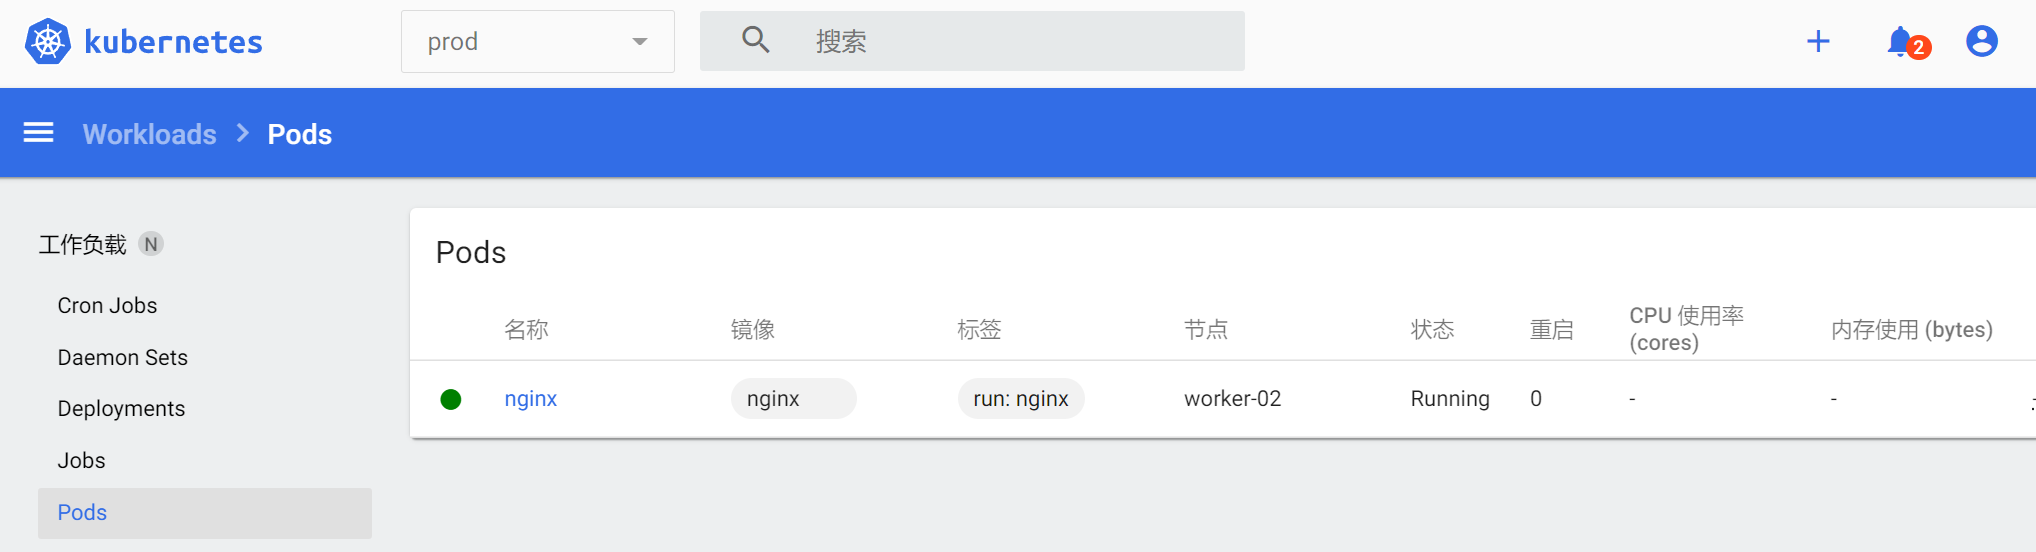 kubernetes
prod
搜索
2
Workloads
Pods
工作负载 N
Cron Jobs
Daemon Sets
Deployments
Jobs
Pods
Pods
名称 镜像 标签 节点 状态 重启 CPU 使用率 (cores) 内存使用 (bytes)
nginx nginx run: nginx worker-02 Running 0 - -